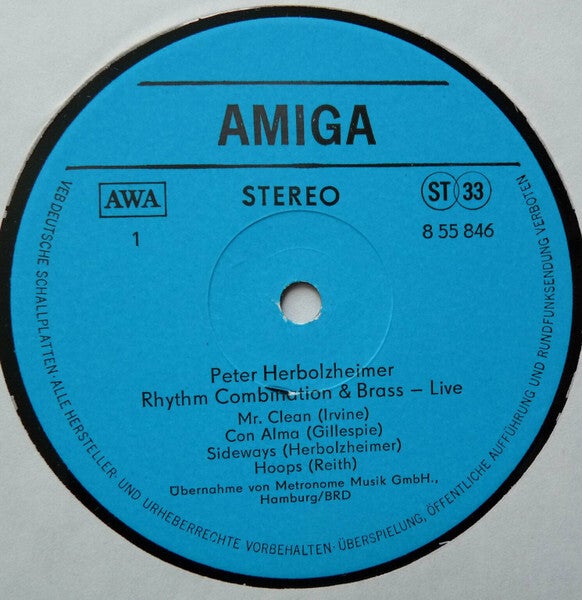 AMIGA
AWA
STEREO
ST 33
1
8 55 846
Peter Herbolzheimer
Rhythm Combination & Brass – Live
Mr. Clean (Irvine)
Con Alma (Gillespie)
Sideways (Herbolzheimer)
Hoops (Reith)
Übernahme von Metronome Musik GmbH.,
Hamburg/BRD
VEB DEUTSCHE SCHALLPLATTEN · ALLE HERSTELLER- UND URHEBERRECHTE VORBEHALTEN · ÜBERSPIELUNG, ÖFFENTLICHE AUFFÜHRUNG UND RUNDFUNKSENDUNG VERBOTEN